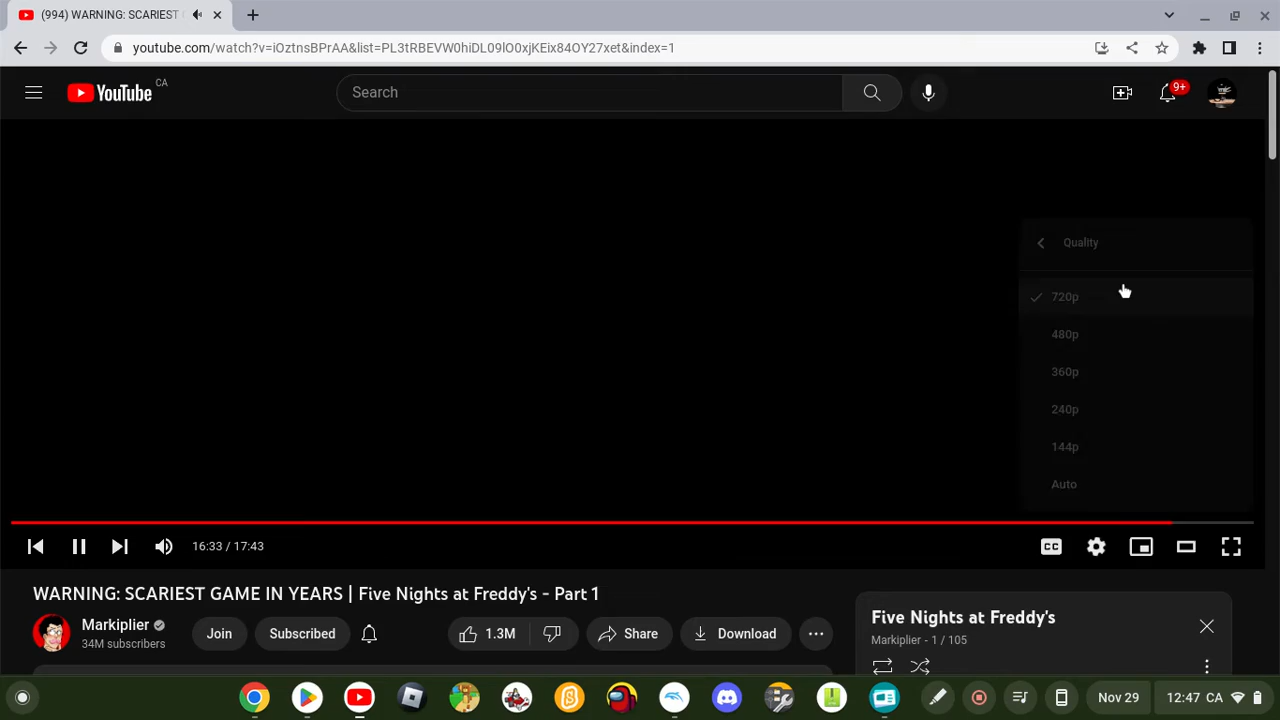 (994) WARNING: SCARIEST
youtube.com/watch?v=iOztnsBPrAA&list=PL3tRBEVW0hiDL09lO0xjKEix84OY27xet&index=1
YouTube CA
Search
9+
Quality
720p
480p
360p
240p
144p
Auto
16:33 / 17:43
CC
WARNING: SCARIEST GAME IN YEARS | Five Nights at Freddy's - Part 1
Markiplier
34M subscribers
Join
Subscribed
1.3M
Share
Download
Five Nights at Freddy's
Markiplier - 1 / 105
Nov 29
12:47 CA